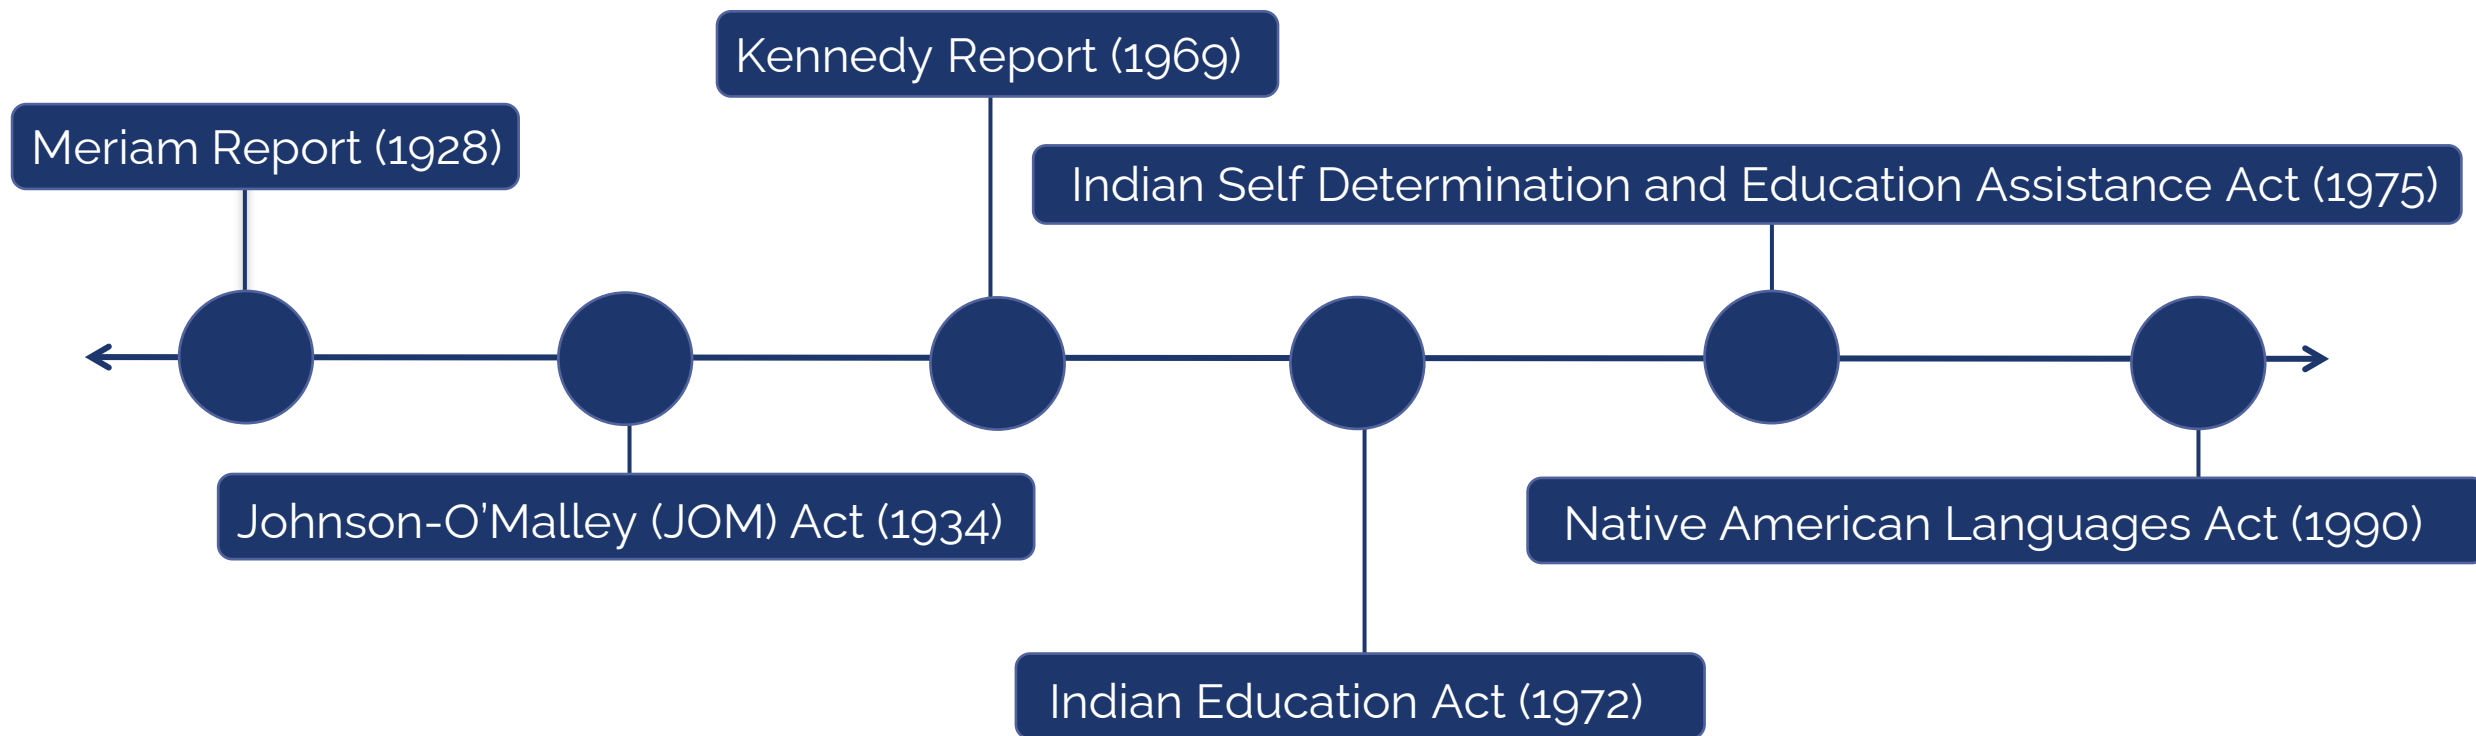 Kennedy Report (1969)
Meriam Report (1928)
Indian Self Determination and Education Assistance Act (1975)
Johnson-O’Malley (JOM) Act (1934)
Native American Languages Act (1990)
Indian Education Act (1972)